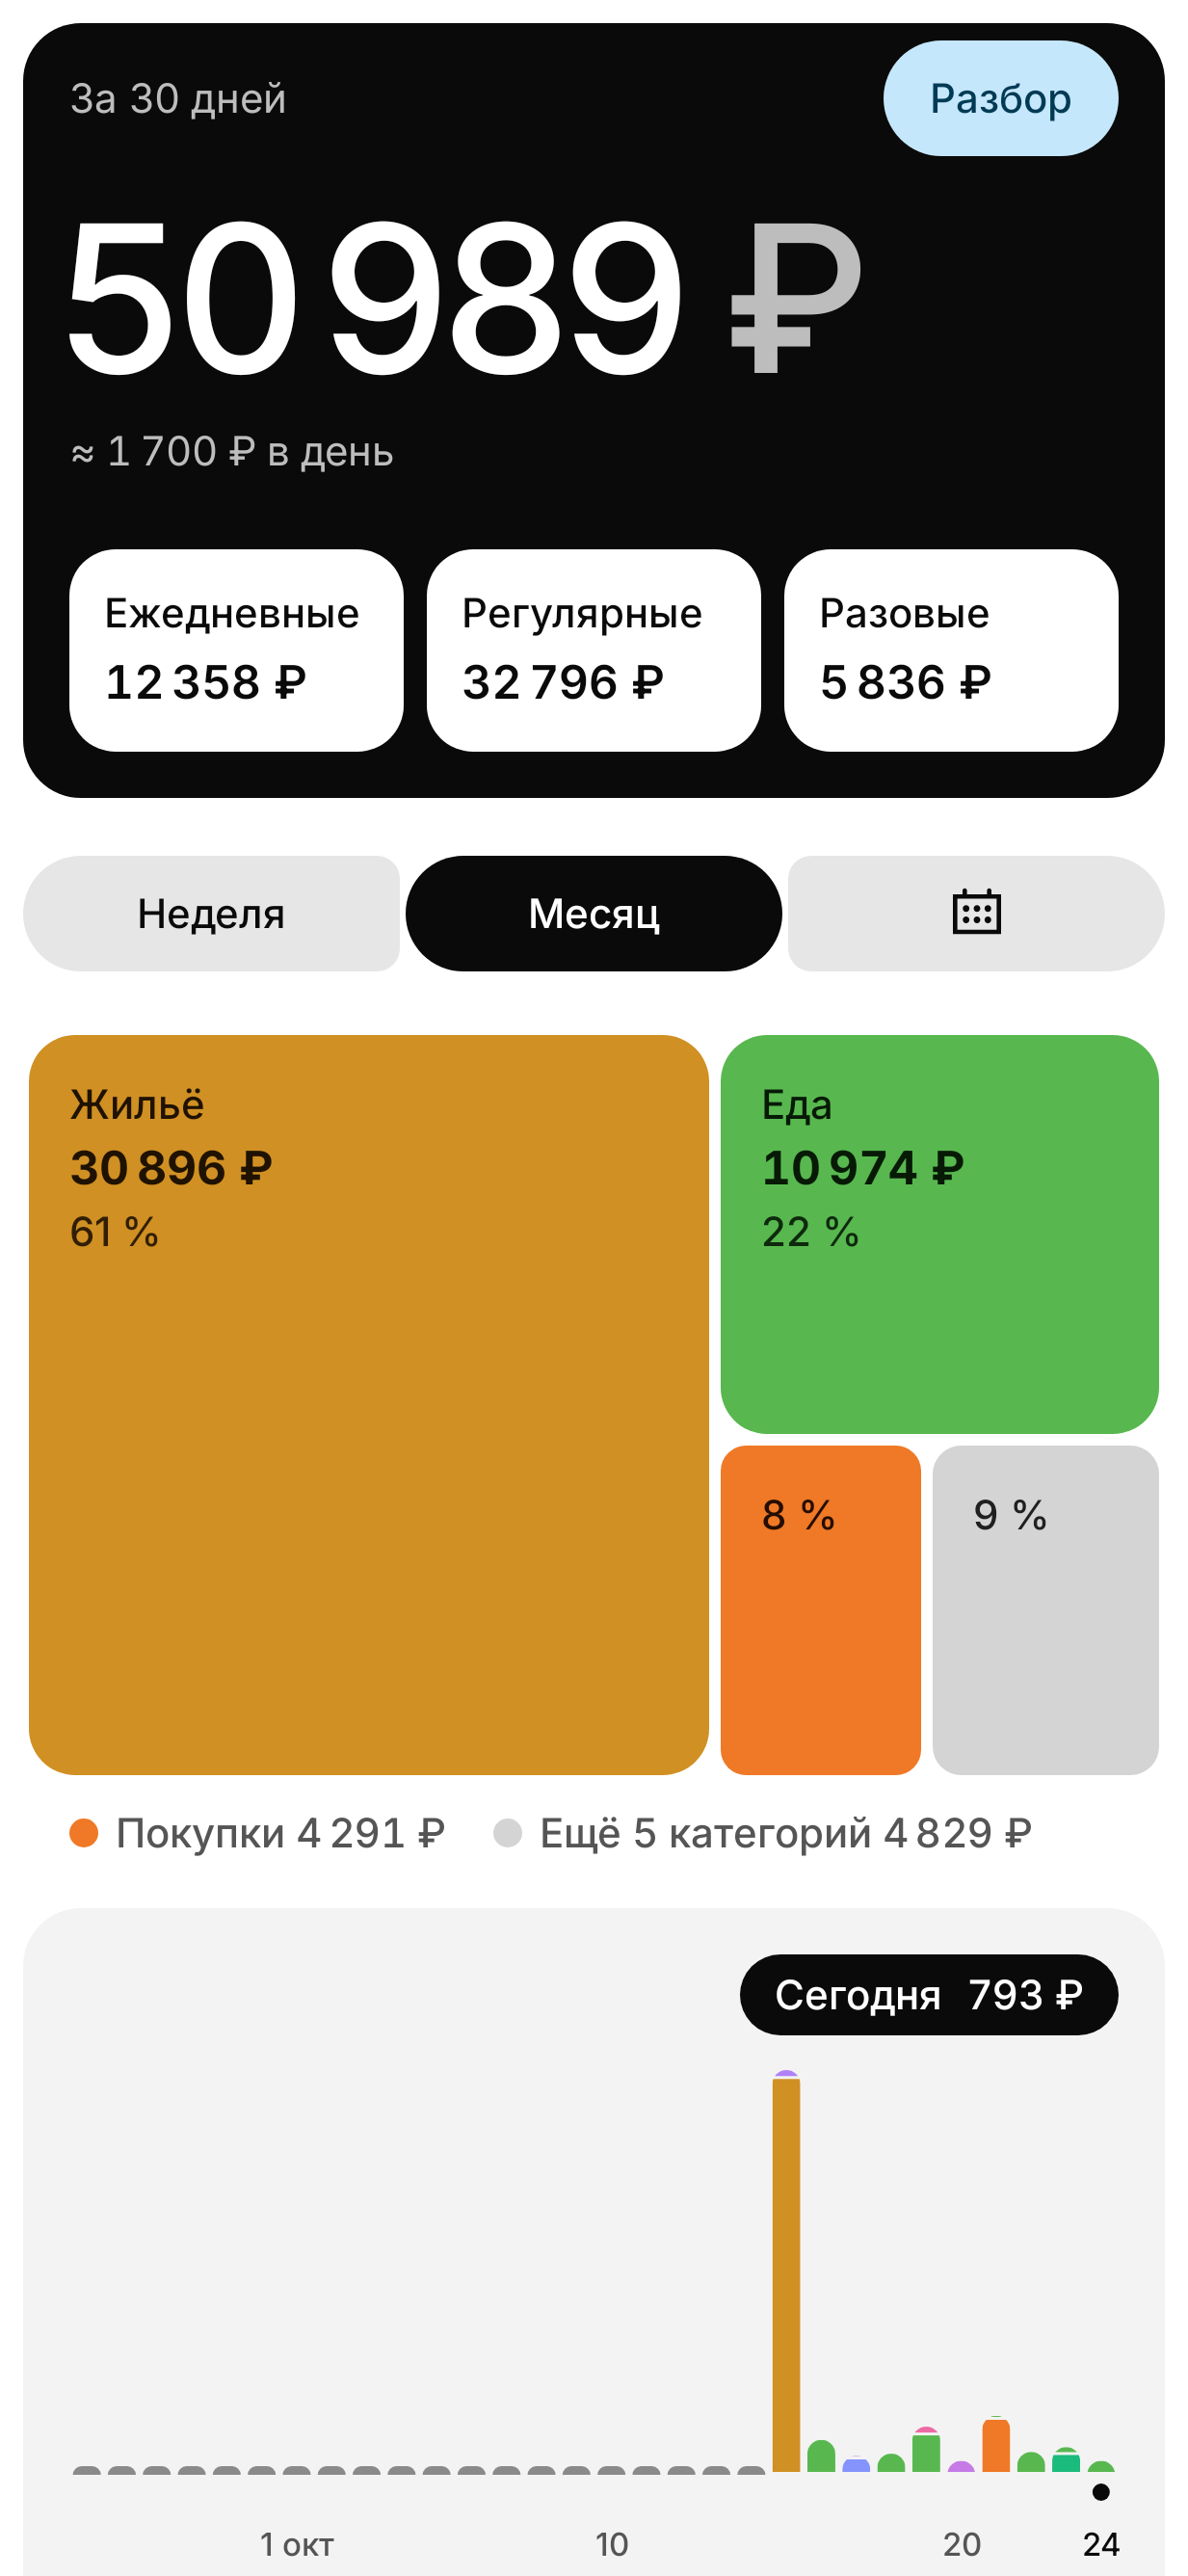 За 30 дней
Разбор
50 989 ₽
≈ 1 700 ₽ в день
Ежедневные
12 358 ₽
Регулярные
32 796 ₽
Разовые
5 836 ₽
Неделя
Месяц
Жильё
30 896 ₽
61 %
Еда
10 974 ₽
22 %
8 %
9 %
Покупки 4 291 ₽
Ещё 5 категорий 4 829 ₽
Сегодня 793 ₽
1 окт
10
20
24